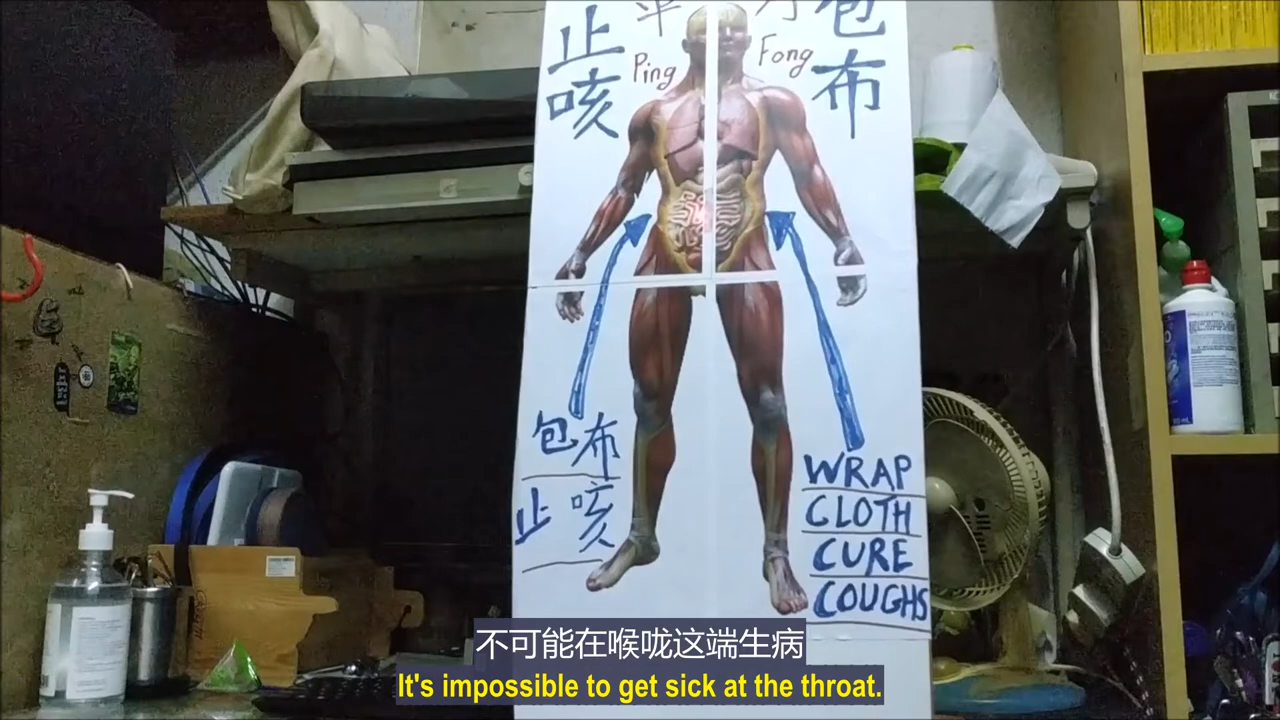 止咳
Ping
Fong
包布
包布
止咳
WRAP
CLOTH
CURE
COUGHS
不可能在喉咙这端生病
It's impossible to get sick at the throat.